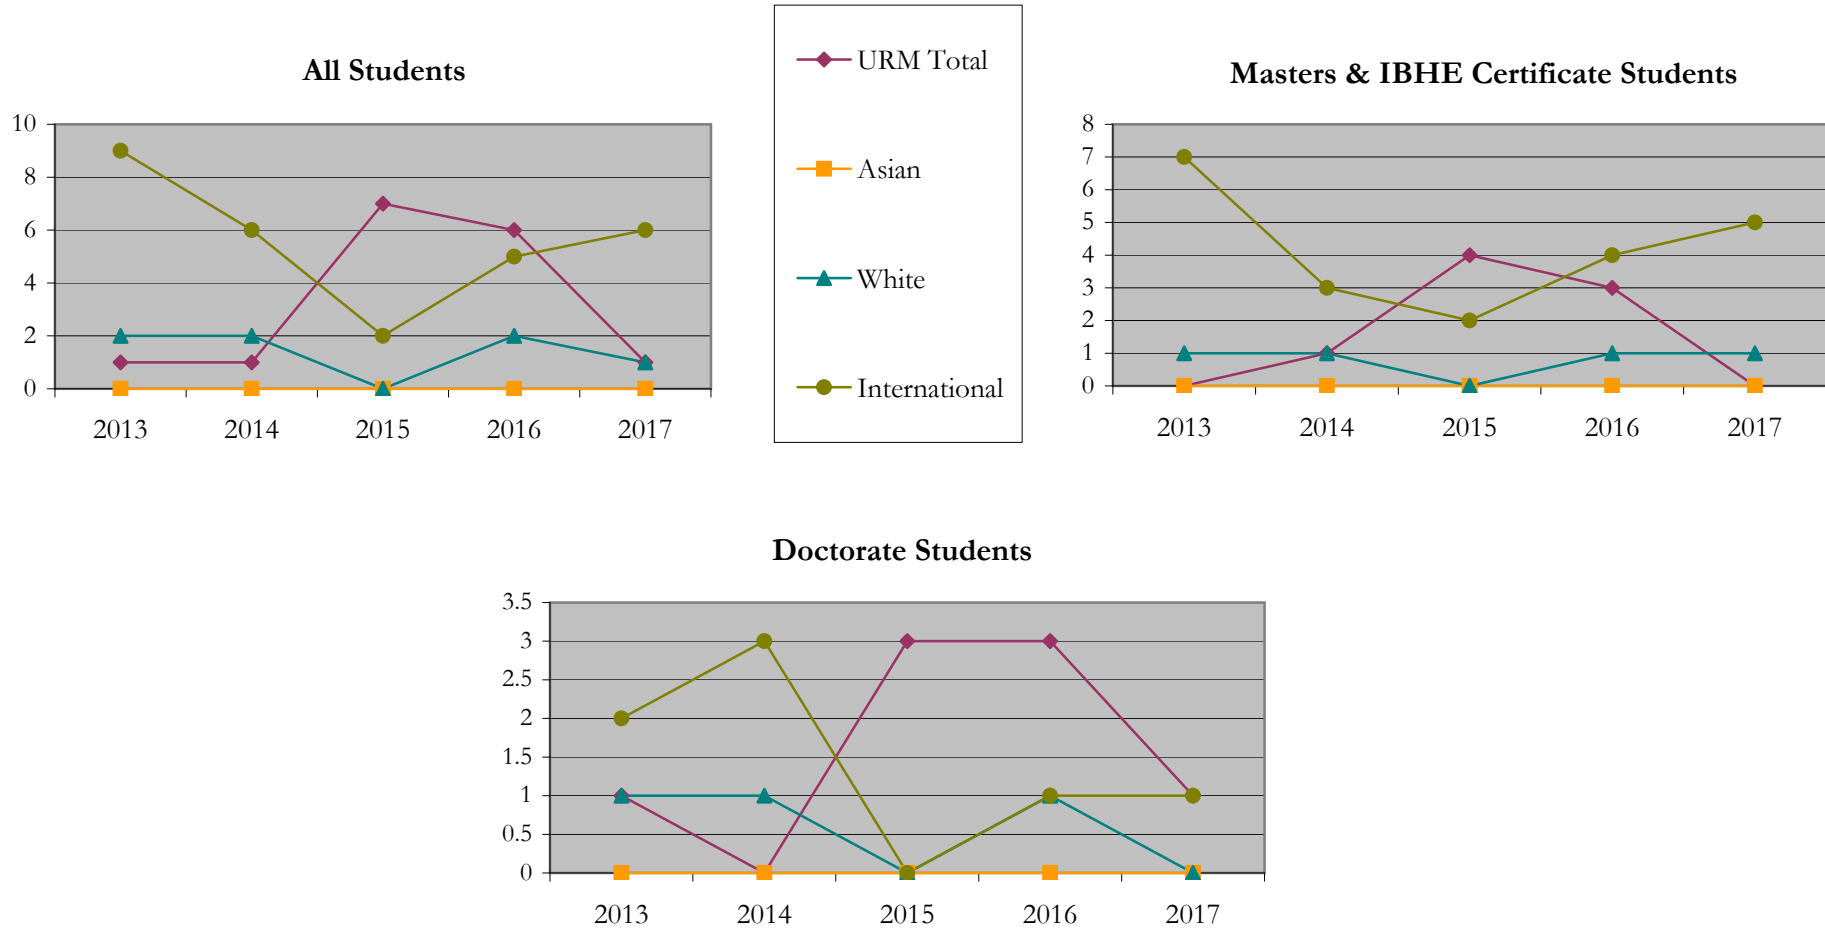 All Students
10
8
6
4
2
0
2013 2014 2015 2016 2017
URM Total
Asian
White
International
Masters & IBHE Certificate Students
8
7
6
5
4
3
2
1
0
2013 2014 2015 2016 2017
Doctorate Students
3.5
3
2.5
2
1.5
1
0.5
0
2013 2014 2015 2016 2017